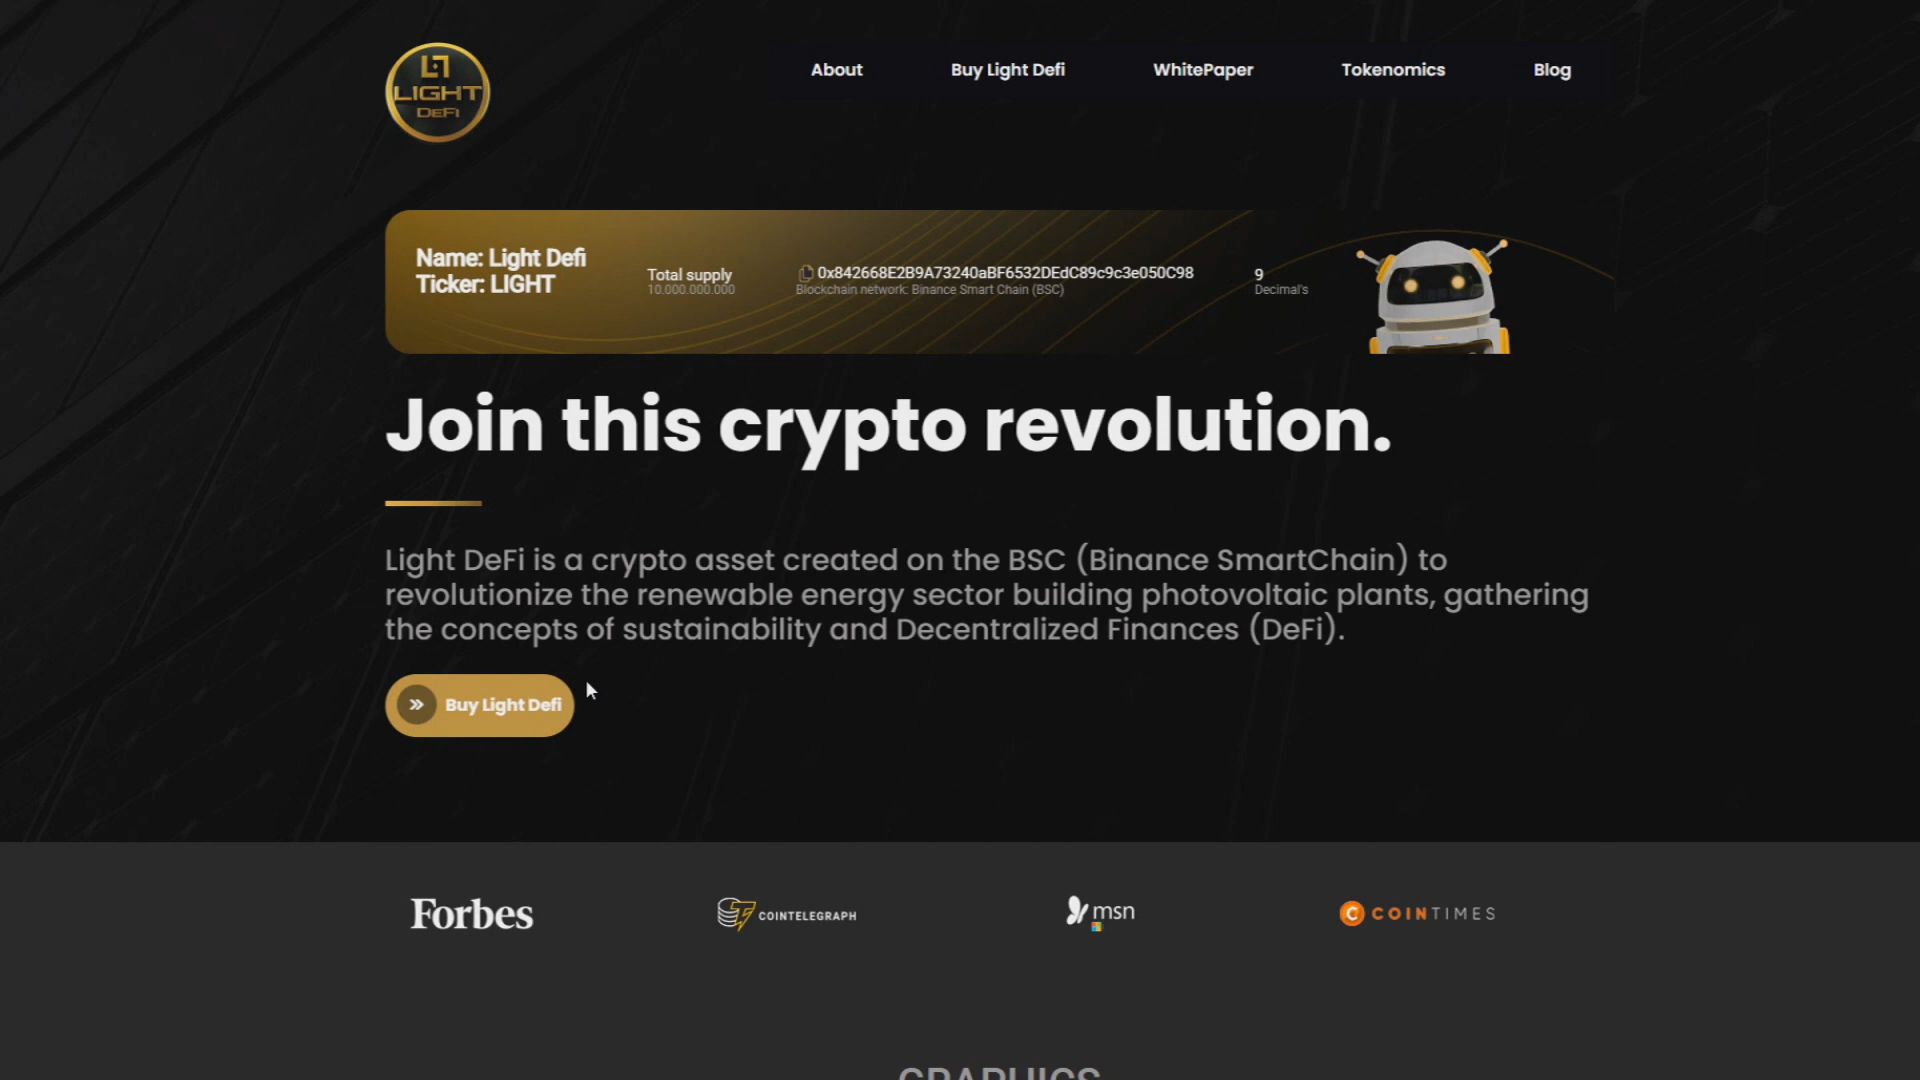 LIGHT
DeFi
About
Buy Light Defi
WhitePaper
Tokenomics
Blog
Name: Light Defi
Ticker: LIGHT
Total supply
10.000.000.000
0x842668E2B9A73240aBF6532DEdC89c9c3e050C98
Blockchain network: Binance Smart Chain (BSC)
9
Decimal's
Join this crypto revolution.
Light DeFi is a crypto asset created on the BSC (Binance SmartChain) to
revolutionize the renewable energy sector building photovoltaic plants, gathering
the concepts of sustainability and Decentralized Finances (DeFi).
Buy Light Defi
Forbes
COINTELEGRAPH
msn
COINTIMES
GRAPHICS